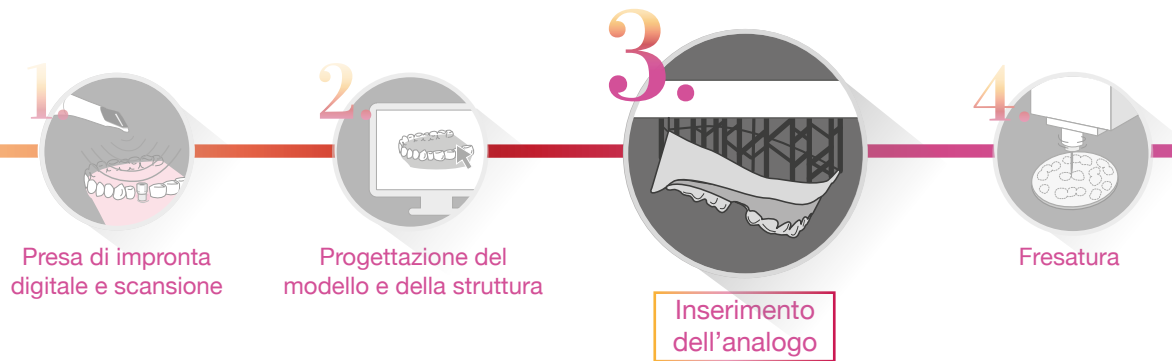 1.
Presa di impronta
digitale e scansione
2.
Progettazione del
modello e della struttura
3.
Inserimento
dell’analogo
4.
Fresatura